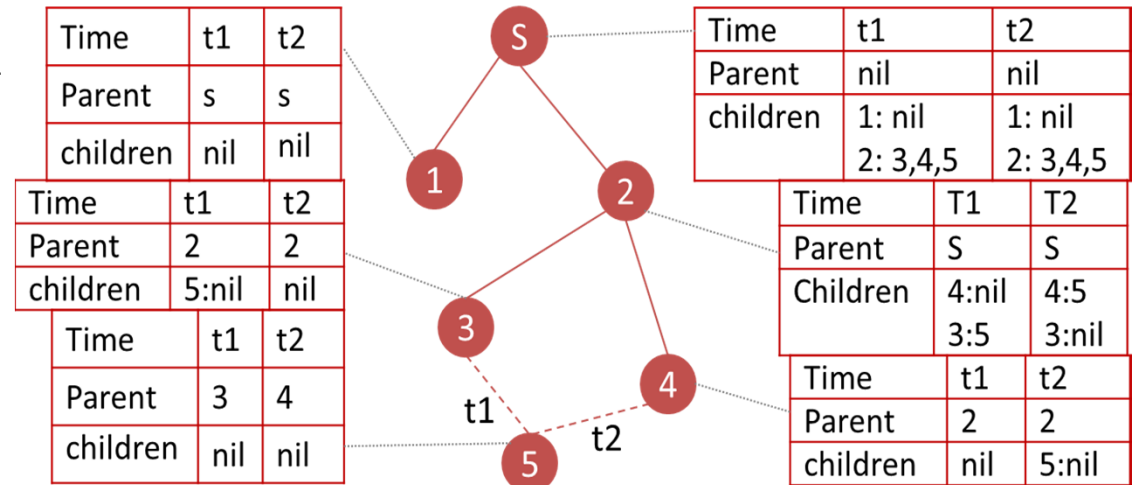 Time t1 t2
Parent s s
children nil nil
Time t1 t2
Parent 2 2
children 5:nil nil
Time t1 t2
Parent 3 4
children nil nil
S
1
2
3
4
5
t1
t2
Time t1 t2
Parent nil nil
children 1: nil 1: nil
2: 3,4,5 2: 3,4,5
Time T1 T2
Parent S S
Children 4:nil 4:5
3:5 3:nil
Time t1 t2
Parent 2 2
children nil 5:nil